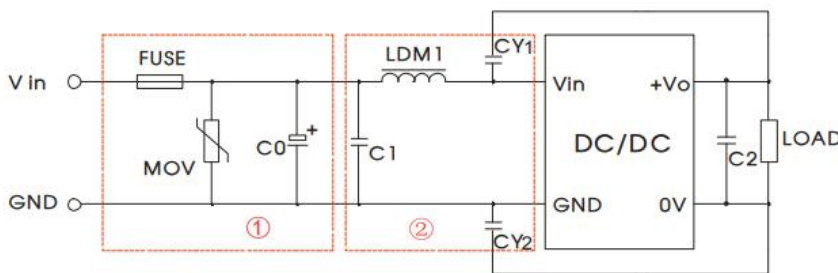 FUSE
LDM1
CY1
V in
Vin
+Vo
MOV
C0
+
C1
DC/DC
C2
LOAD
GND
GND
0V
①
②
CY2